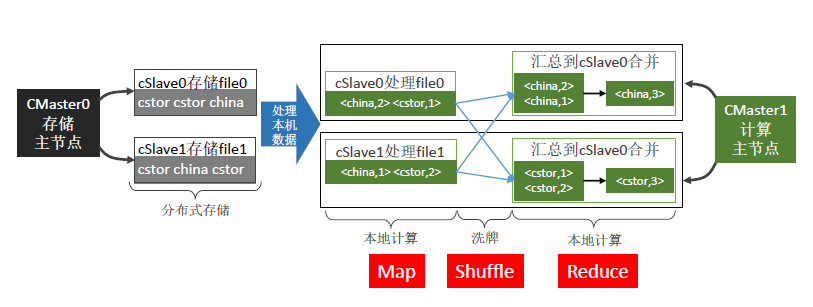 CMaster0
存储
主节点
cSlave0存储file0
cstor cstor china
cSlave1存储file1
cstor china cstor
分布式存储
处理
本机
数据
cSlave0处理file0
<china,2> <cstor,1>
cSlave1处理file1
<china,1> <cstor,2>
汇总到cSlave0合并
<china,2>
<china,1>
<china,3>
汇总到cSlave0合并
<cstor,1>
<cstor,2>
<cstor,3>
CMaster1
计算
主节点
本地计算
洗牌
本地计算
Map
Shuffle
Reduce